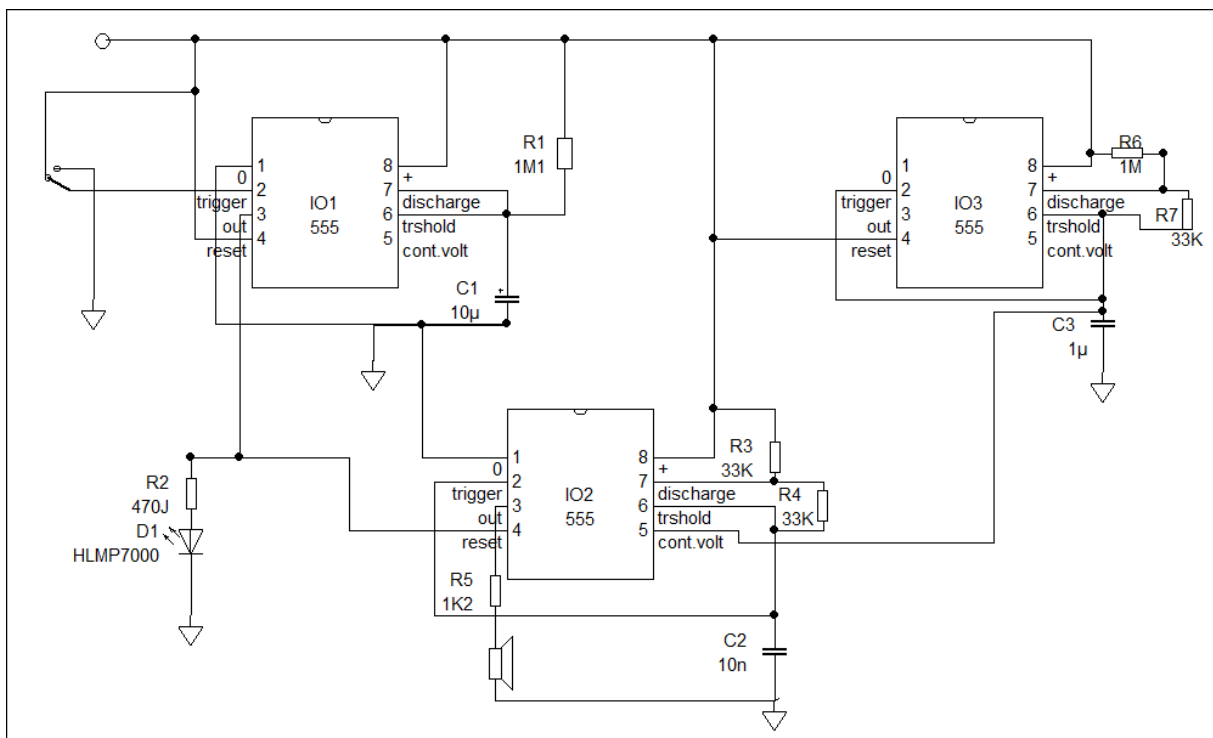 1
0
2
trigger
3
out
4
reset
IO1
555
8
+
7
discharge
6
trshold
5
cont.volt
R1
1M1
C1
+
10µ
1
0
2
trigger
3
out
4
reset
IO3
555
8
+
7
discharge
6
trshold
5
cont.volt
R6
1M
R7
33K
C3
1µ
R2
470J
D1
HLMP7000
1
0
2
trigger
3
out
4
reset
IO2
555
8
+
7
discharge
6
trshold
5
cont.volt
R3
33K
R4
33K
R5
1K2
C2
10n